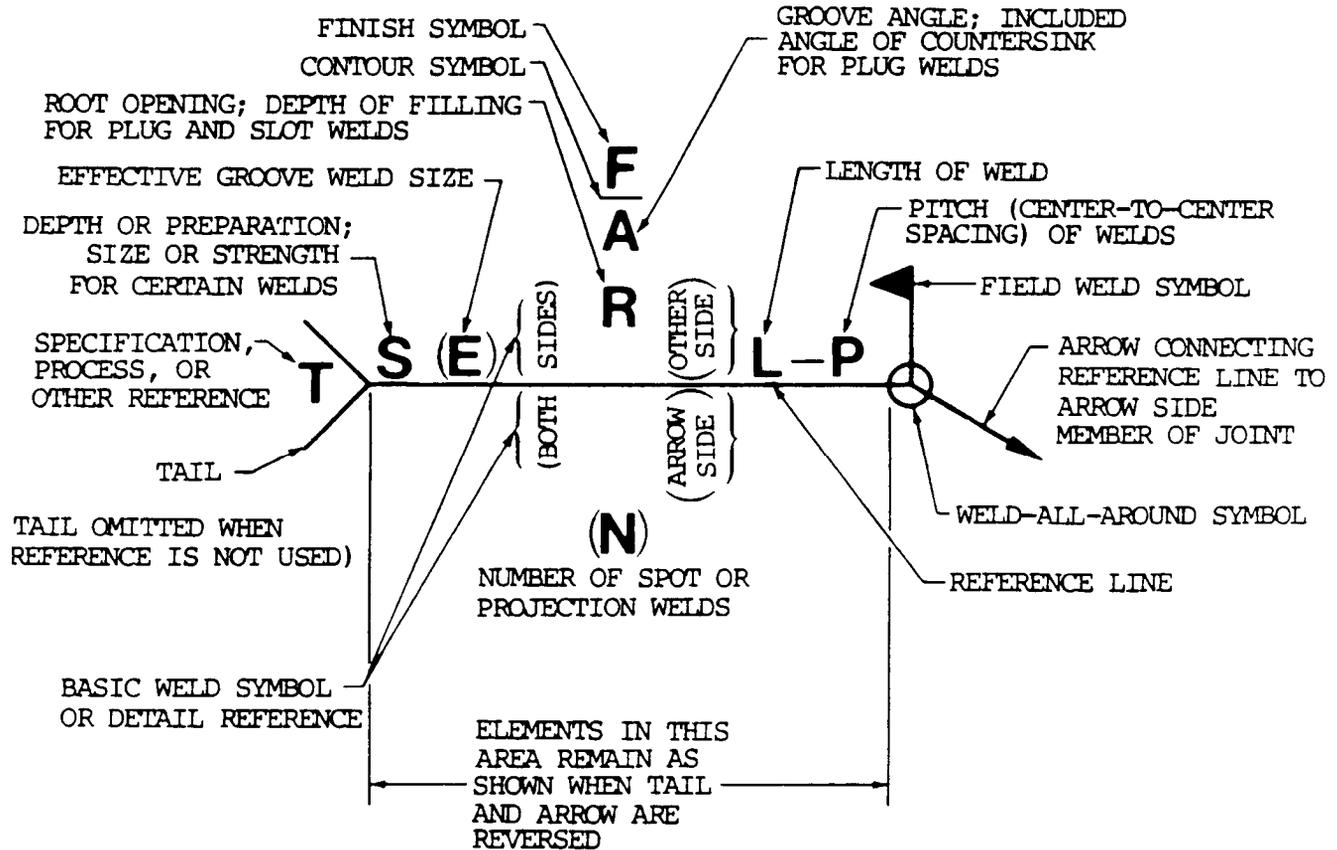 FINISH SYMBOL
CONTOUR SYMBOL
ROOT OPENING; DEPTH OF FILLING
FOR PLUG AND SLOT WELDS
EFFECTIVE GROOVE WELD SIZE
DEPTH OR PREPARATION;
SIZE OR STRENGTH
FOR CERTAIN WELDS
SPECIFICATION,
PROCESS, OR
OTHER REFERENCE
TAIL
TAIL OMITTED WHEN
REFERENCE IS NOT USED)
BASIC WELD SYMBOL
OR DETAIL REFERENCE
GROOVE ANGLE; INCLUDED
ANGLE OF COUNTERSINK
FOR PLUG WELDS
F
A
R
T
S (E)
(BOTH SIDES)
(OTHER
SIDE)
(ARROW
SIDE)
L–P
(N)
NUMBER OF SPOT OR
PROJECTION WELDS
LENGTH OF WELD
PITCH (CENTER-TO-CENTER
SPACING) OF WELDS
FIELD WELD SYMBOL
ARROW CONNECTING
REFERENCE LINE TO
ARROW SIDE
MEMBER OF JOINT
WELD-ALL-AROUND SYMBOL
REFERENCE LINE
ELEMENTS IN THIS
AREA REMAIN AS
SHOWN WHEN TAIL
AND ARROW ARE
REVERSED